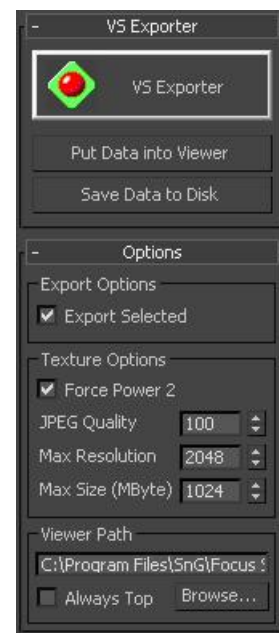 - VS Exporter
VS Exporter
Put Data into Viewer
Save Data to Disk
- Options
Export Options
Export Selected
Texture Options
Force Power 2
JPEG Quality 100
Max Resolution 2048
Max Size (MByte) 1024
Viewer Path
C:\Program Files\SnG\Focus
Always Top Browse...